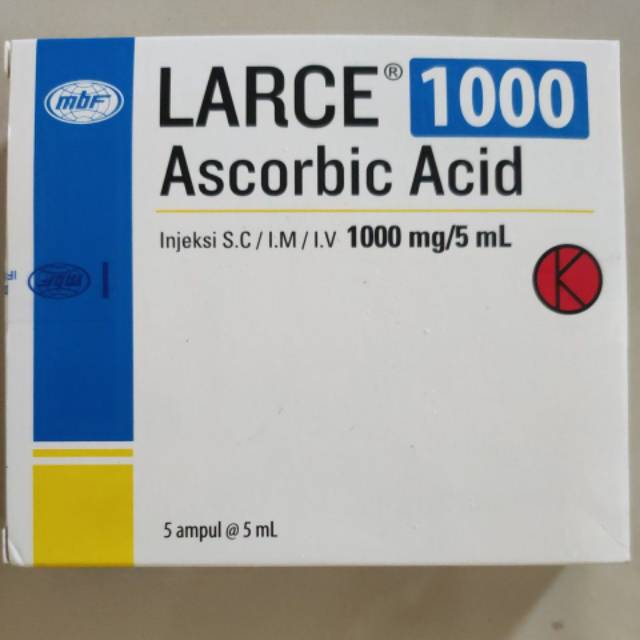 mbF
LARCE® 1000
Ascorbic Acid
Injeksi S.C / I.M / I.V 1000 mg/5 mL
K
5 ampul @ 5 mL